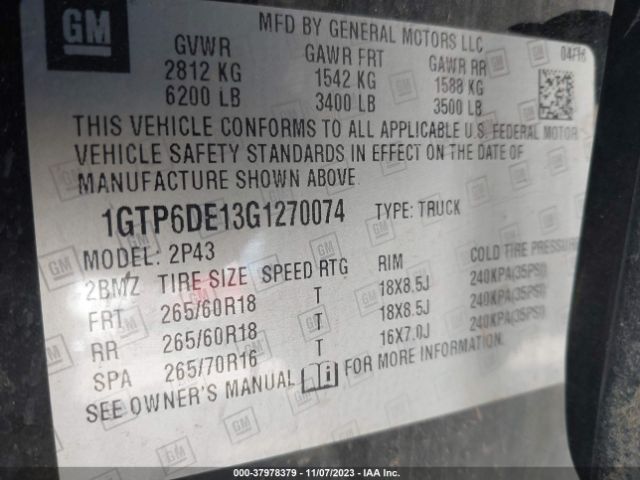 GM
MFD BY GENERAL MOTORS LLC
04/16
GVWR GAWR FRT GAWR RR
2812 KG 1542 KG 1588 KG
6200 LB 3400 LB 3500 LB
THIS VEHICLE CONFORMS TO ALL APPLICABLE U.S. FEDERAL MOTOR
VEHICLE SAFETY STANDARDS IN EFFECT ON THE DATE OF
MANUFACTURE SHOWN ABOVE.
1GTP6DE13G1270074 TYPE: TRUCK
MODEL: 2P43
2BMZ TIRE SIZE SPEED RTG RIM COLD TIRE PRESSURE
FRT 265/60R18 T 18X8.5J 240KPA(35PSI)
RR 265/60R18 T 18X8.5J 240KPA(35PSI)
SPA 265/70R16 T 16X7.0J 240KPA(35PSI)
SEE OWNER'S MANUAL FOR MORE INFORMATION.
000-37978379 - 11/07/2023 - IAA Inc.